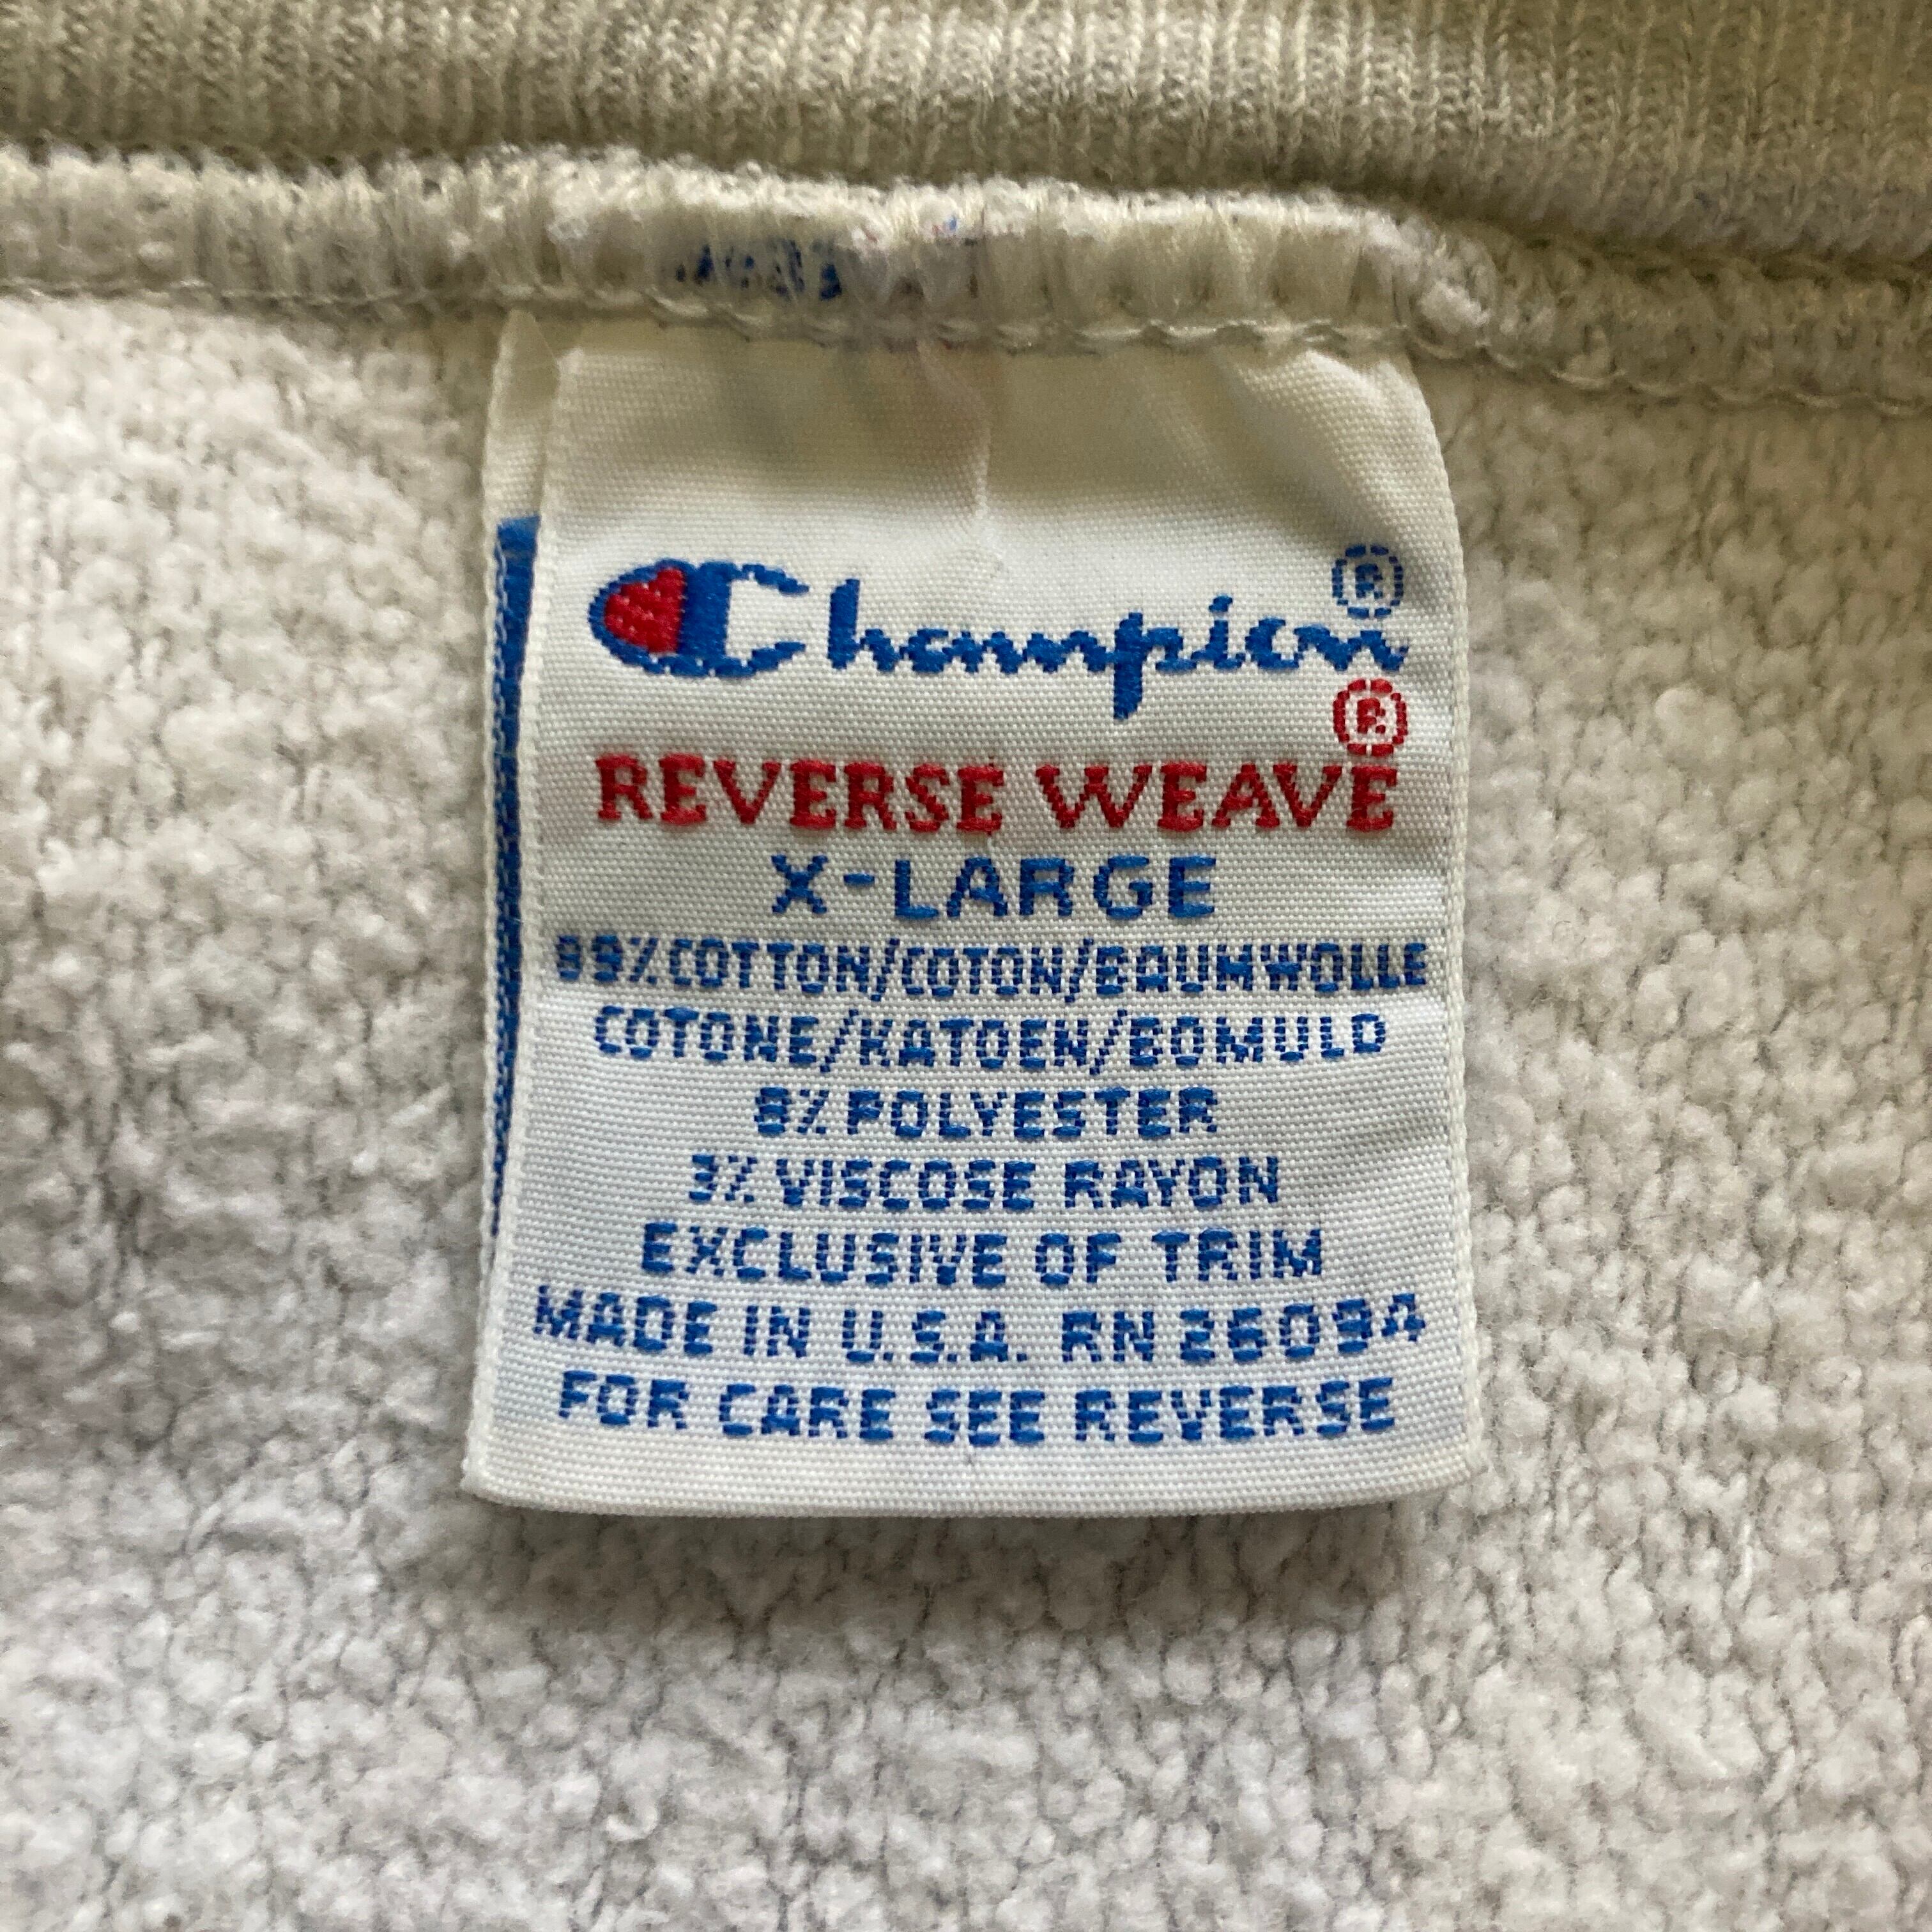 Champion®
REVERSE WEAVE®
X-LARGE
89% COTTON/COTON/BAUMWOLLE
COTONE/KATOEN/BOMULD
8% POLYESTER
3% VISCOSE RAYON
EXCLUSIVE OF TRIM
MADE IN U.S.A. RN 26094
FOR CARE SEE REVERSE